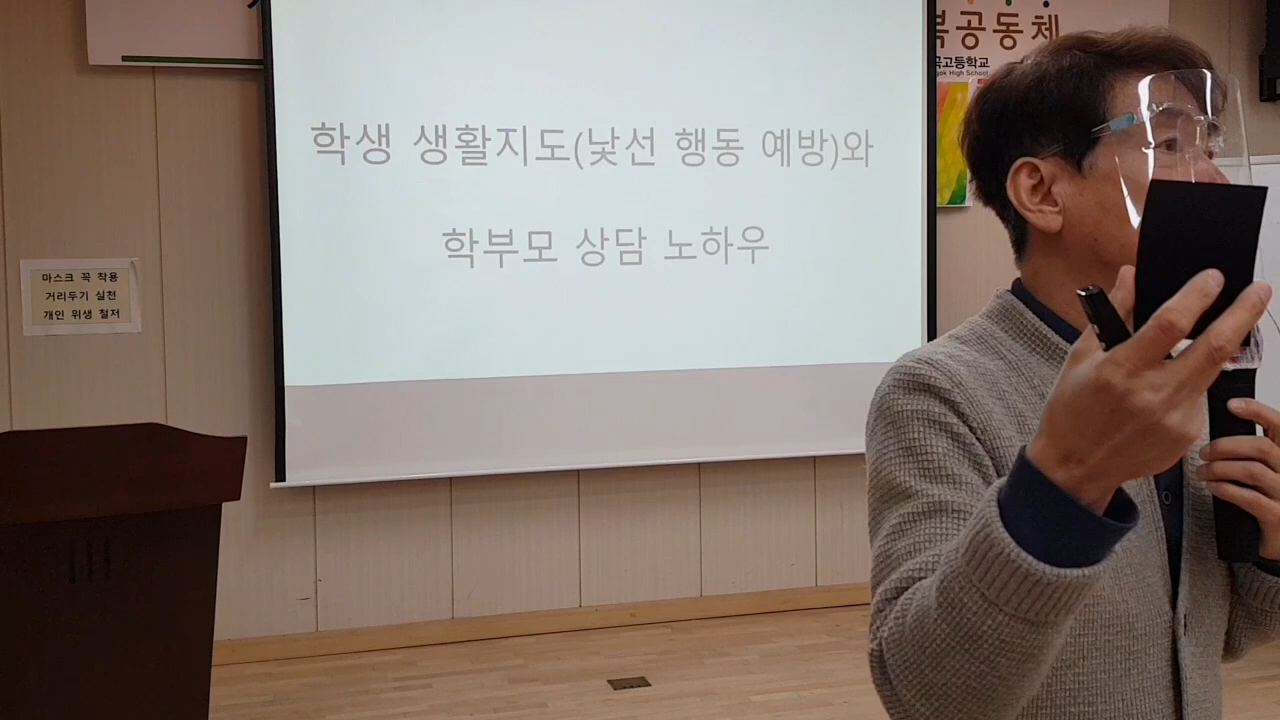 학생 생활지도(낯선 행동 예방)와
학부모 상담 노하우
마스크 꼭 착용
거리두기 실천
개인 위생 철저
공동체
고등학교
High School